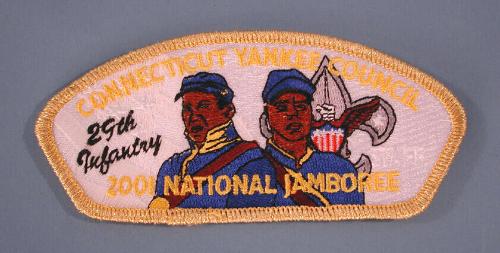 CONNECTICUT YANKEE COUNCIL
29th
Infantry
2001 NATIONAL JAMBOREE